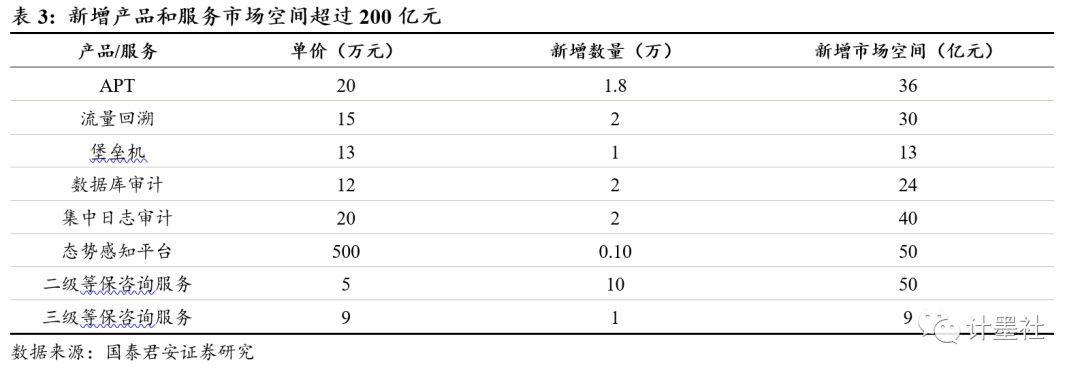 表 3：新增产品和服务市场空间超过 200 亿元
产品/服务 单价（万元） 新增数量（万） 新增市场空间（亿元）
APT 20 1.8 36
流量回溯 15 2 30
堡垒机 13 1 13
数据库审计 12 2 24
集中日志审计 20 2 40
态势感知平台 500 0.10 50
二级等保咨询服务 5 10 50
三级等保咨询服务 9 1 9
计墨社
数据来源：国泰君安证券研究